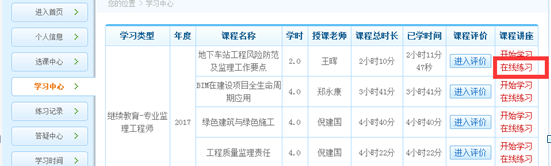 您的位置 > 学习中心
进入首页
个人信息
选课中心
学习中心
练习记录
答疑中心
学习时间
学习类型 年度 课程名称 学时 授课老师 课程总时长 已学时间 课程评价 课程讲座
继续教育-专业监理工程师 2017
地下车站工程风险防范
及监理工作要点
2.0 王晖 2小时10分 2小时11分
47秒
进入评价 开始学习
在线练习
BIM在建设项目全生命周
期应用
4.0 郑永康 3小时41分 3小时41分 进入评价 开始学习
在线练习
绿色建筑与绿色施工 4.0 倪建国 4小时40分 4小时40分 进入评价 开始学习
在线练习
工程质量监理责任 4.0 倪建国 4小时22分 4小时22分 进入评价 开始学习
在线练习